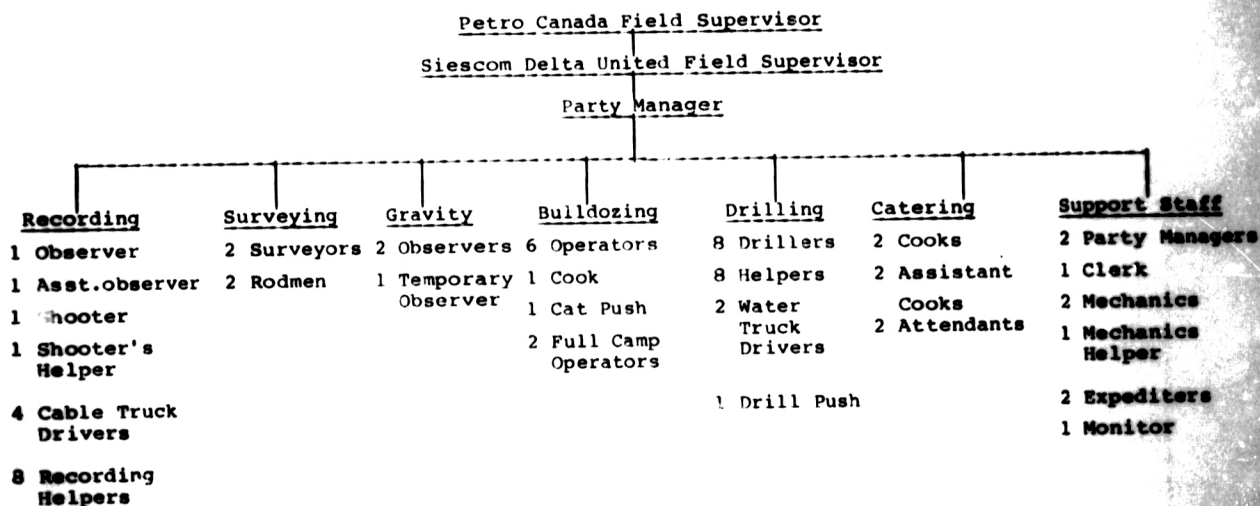 Petro Canada Field Supervisor
Siescom Delta United Field Supervisor
Party Manager
Recording
1 Observer
1 Asst.observer
1 hooter
1 Shooter's
Helper
4 Cable Truck
Drivers
8 Recording
Helpers
Surveying
2 Surveyors
2 Rodmen
Gravity
2 Observers
1 Temporary
Observer
Bulldozing
6 Operators
1 Cook
1 Cat Push
2 Full Camp
Operators
Drilling
8 Drillers
8 Helpers
2 Water
Truck
Drivers
1 Drill Push
Catering
2 Cooks
2 Assistant
Cooks
2 Attendants
Support Staff
2 Party Managers
1 Clerk
2 Mechanics
1 Mechanics
Helper
2 Expediters
1 Monitor